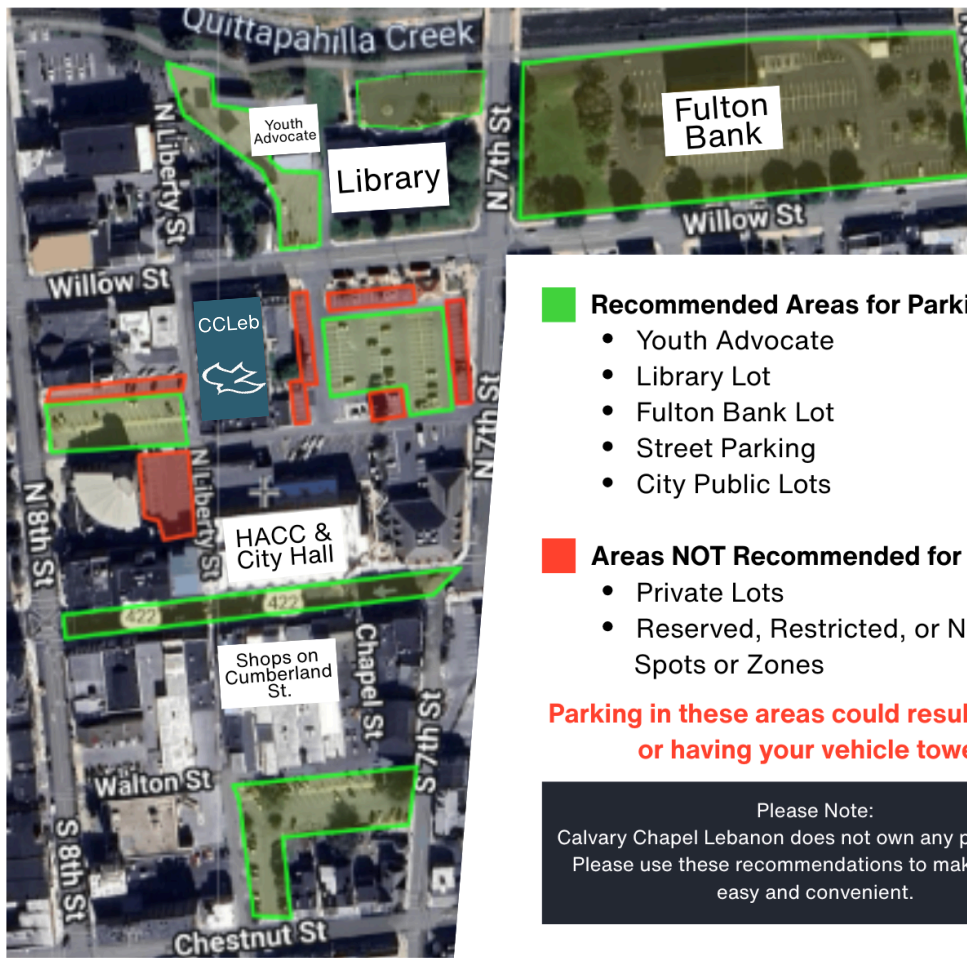 Quittapahilla Creek
N Liberty St
Youth
Advocate
Library
N 7th St
Fulton
Bank
Willow St
Willow St
CCLeb
N 7th St
N Liberty St
N 8th St
HACC &
City Hall
422
422
Shops on
Cumberland
St.
Chapel St
S 7th St
Walton St
S 8th St
Chestnut St
Recommended Areas for Parki
• Youth Advocate
• Library Lot
• Fulton Bank Lot
• Street Parking
• City Public Lots
Areas NOT Recommended for
• Private Lots
• Reserved, Restricted, or N
Spots or Zones
Parking in these areas could resul
or having your vehicle towe
Please Note:
Calvary Chapel Lebanon does not own any p
Please use these recommendations to mak
easy and convenient.